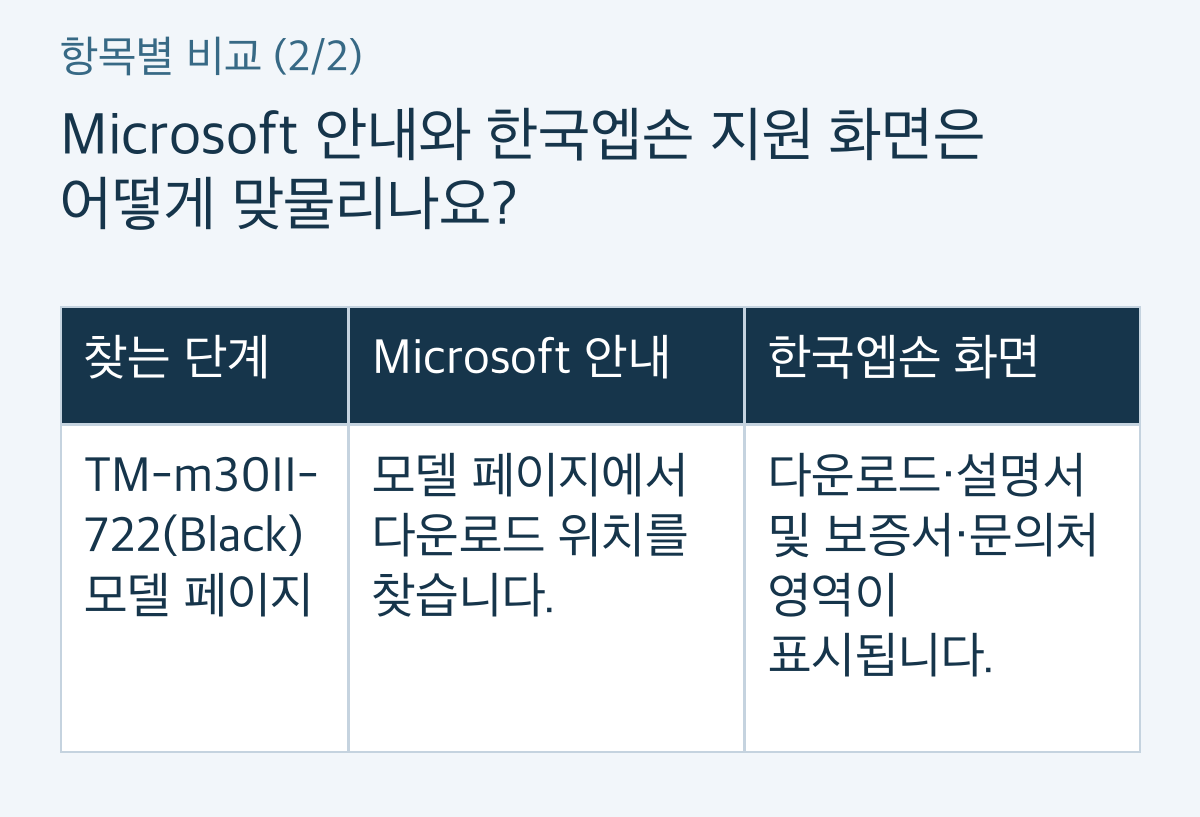 항목별 비교 (2/2)
Microsoft 안내와 한국엡손 지원 화면은
어떻게 맞물리나요?
찾는 단계
Microsoft 안내
한국엡손 화면
TM-m30II-
722(Black)
모델 페이지
모델 페이지에서
다운로드 위치를
찾습니다.
다운로드·설명서
및 보증서·문의처
영역이
표시됩니다.